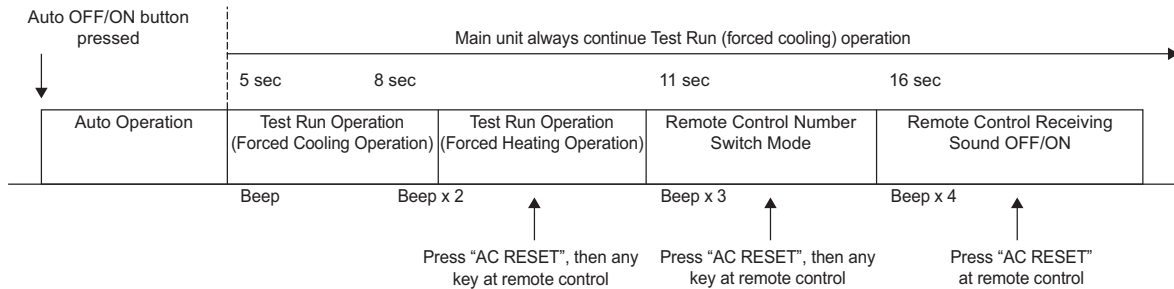 Auto OFF/ON button
pressed
Main unit always continue Test Run (forced cooling) operation
5 sec
8 sec
11 sec
16 sec
Auto Operation
Test Run Operation
(Forced Cooling Operation)
Test Run Operation
(Forced Heating Operation)
Remote Control Number
Switch Mode
Remote Control Receiving
Sound OFF/ON
Beep
Beep x 2
Beep x 3
Beep x 4
Press “AC RESET”, then any
key at remote control
Press “AC RESET”, then any
key at remote control
Press “AC RESET”
at remote control